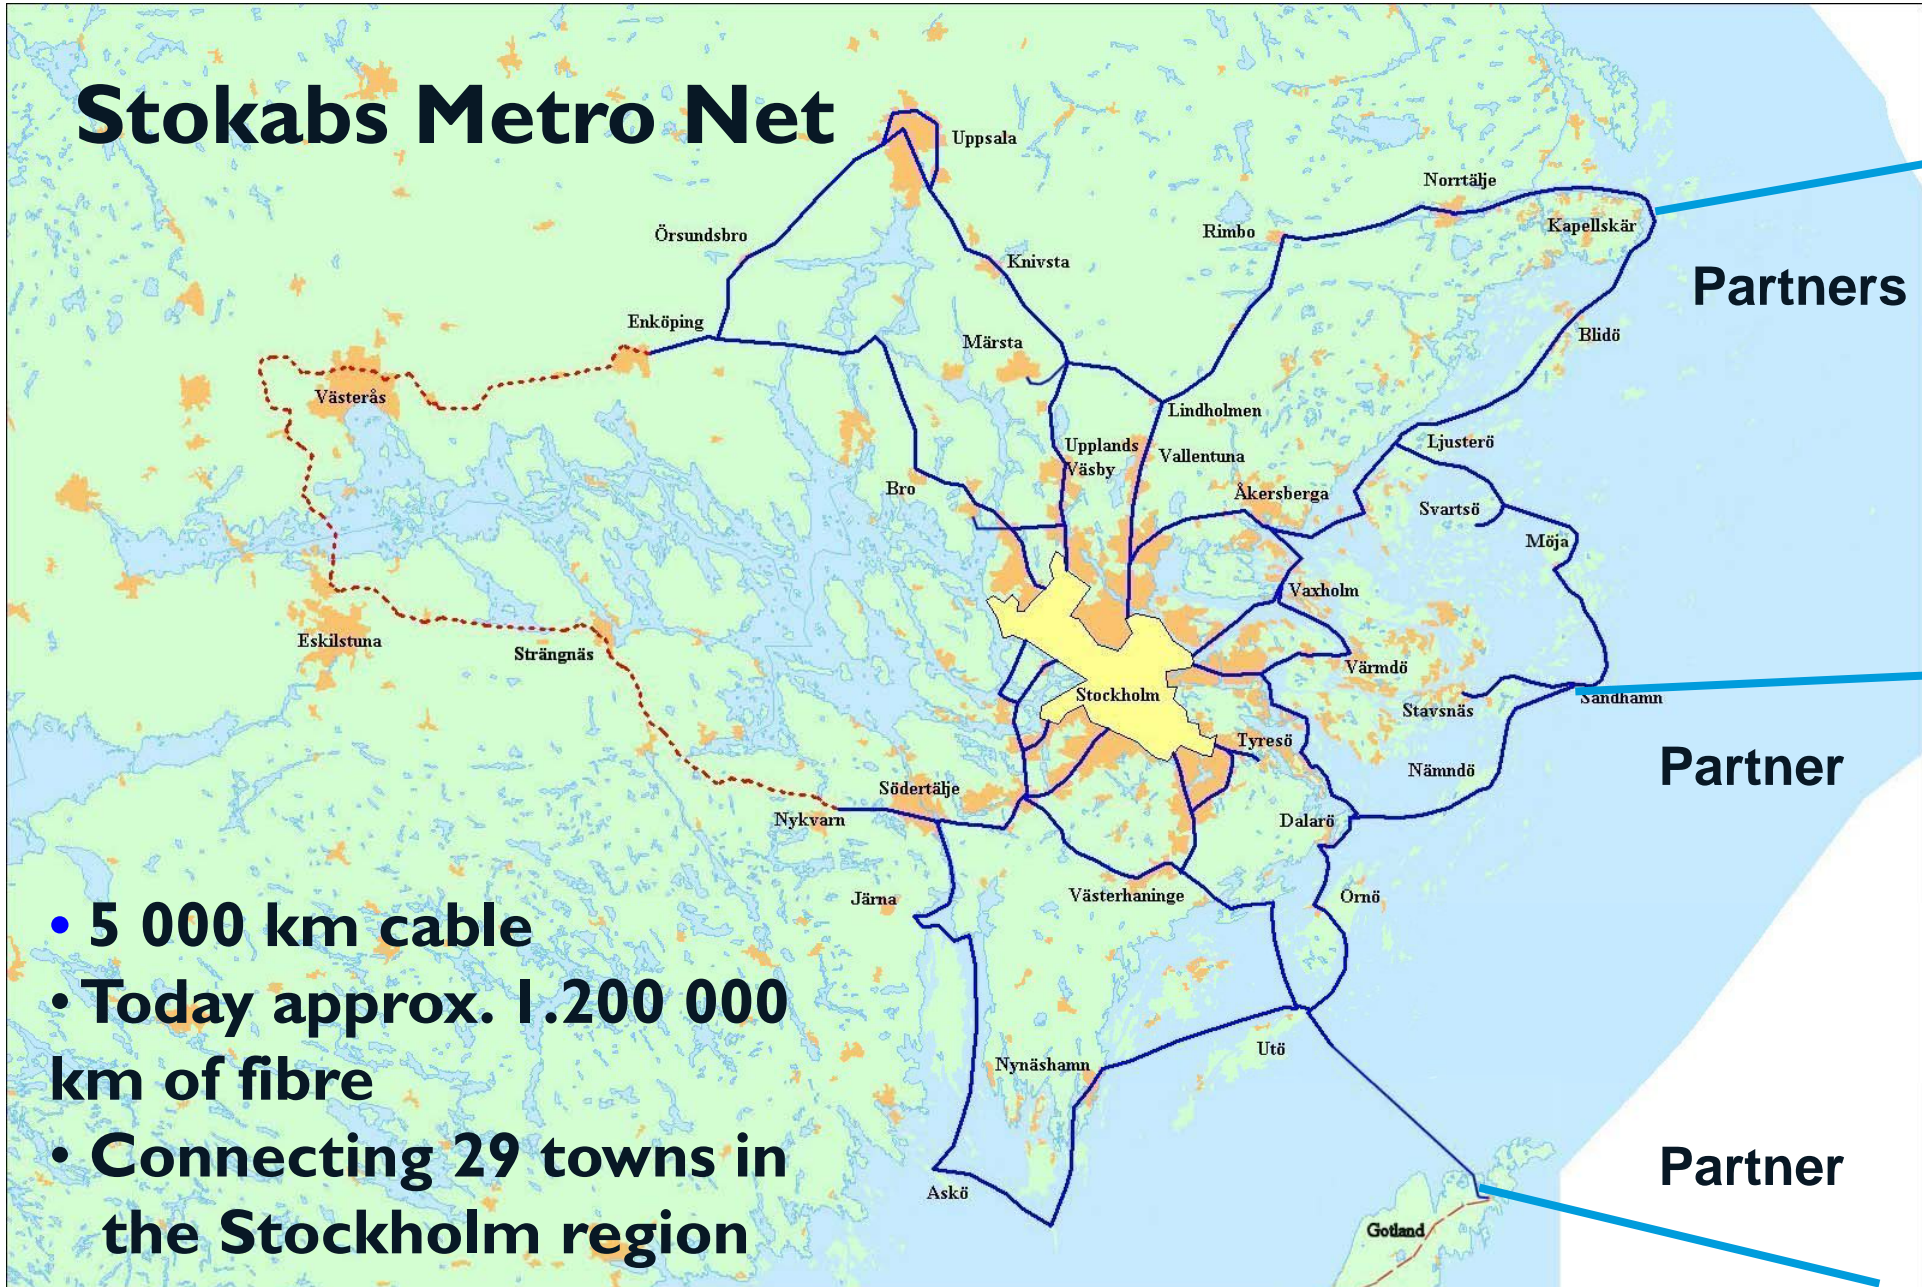 Stokabs Metro Net
Uppsala
Norrtälje
Kapellskär
Rimbo
Örsundsbro
Knivsta
Partners
Enköping
Blidö
Märsta
Västerås
Lindholmen
Upplands
Väsby
Vallentuna
Ljusterö
Bro
Åkersberga
Svartsö
Möja
Vaxholm
Eskilstuna
Strängnäs
Värmdö
Stockholm
Stavsnäs
Sandhamn
Tyresö
Nämndö
Partner
Södertälje
Nykvarn
Dalarö
Järna
Västerhaninge
Ornö
• 5 000 km cable
• Today approx. 1.200 000
km of fibre
• Connecting 29 towns in
the Stockholm region
Utö
Nynäshamn
Askö
Partner
Gotland